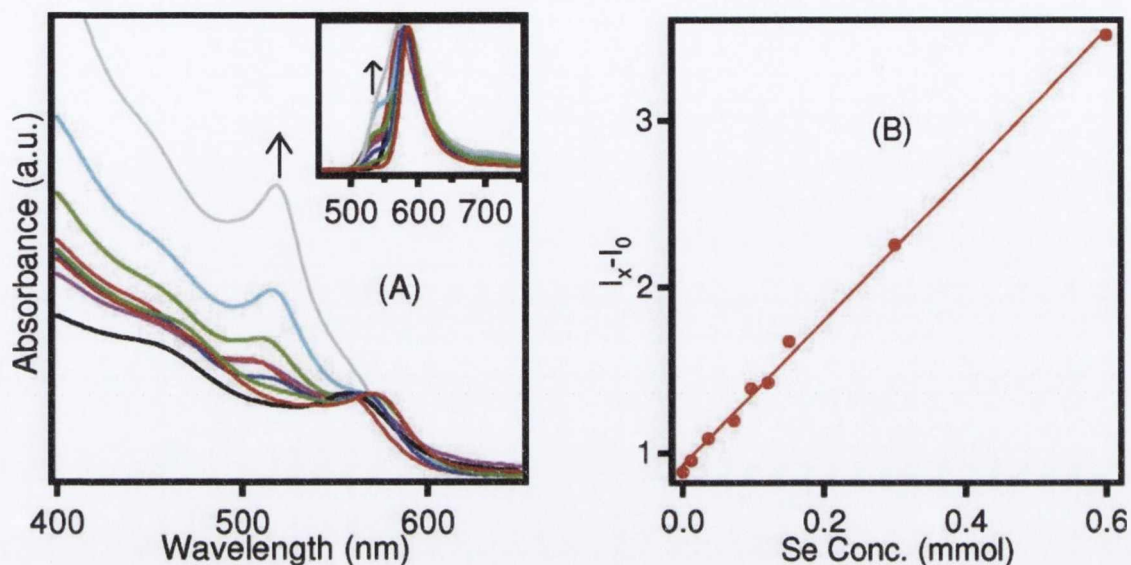 Absorbance (a.u.)
500 600 700
(A)
400 500 600
Wavelength (nm)
Iₓ-I₀
3
2
1
(B)
0.0 0.2 0.4 0.6
Se Conc. (mmol)